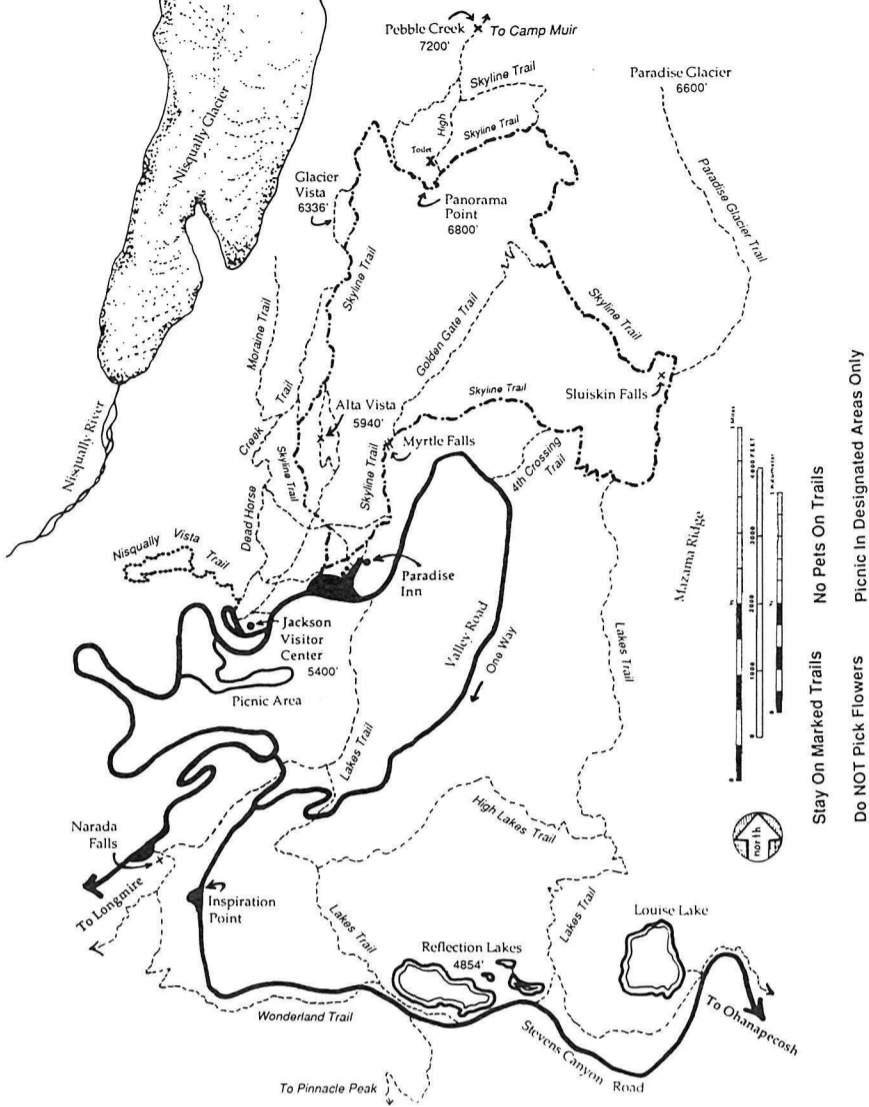 Pebble Creek
7200'
To Camp Muir
Skyline Trail
Paradise Glacier
6600'
High
Skyline Trail
Toilet
Nisqually Glacier
Glacier
Vista
6336'
Panorama
Point
6800'
Paradise Glacier Trail
Skyline Trail
Moraine Trail
Golden Gate Trail
Skyline Trail
Skyline Trail
Sluiskin Falls
Nisqually River
Trail
Creek
Dead Horse
Alta Vista
5940'
Myrtle Falls
Skyline Trail
Skyline Trail
4th Crossing
Trail
Nisqually Vista
Trail
Paradise
Inn
Mazama Ridge
Jackson
Visitor
Center
5400'
Valley Road
One Way
Lakes Trail
Picnic Area
Lakes Trail
Narada
Falls
To Longmire
High Lakes Trail
Inspiration
Point
Lakes Trail
Lakes Trail
Louise Lake
Reflection Lakes
4854'
Wonderland Trail
Stevens Canyon
Road
To Ohanapecosh
To Pinnacle Peak
north
0
1000
2000
3000
4000 FEET
Stay On Marked Trails
No Pets On Trails
Do NOT Pick Flowers
Picnic In Designated Areas Only